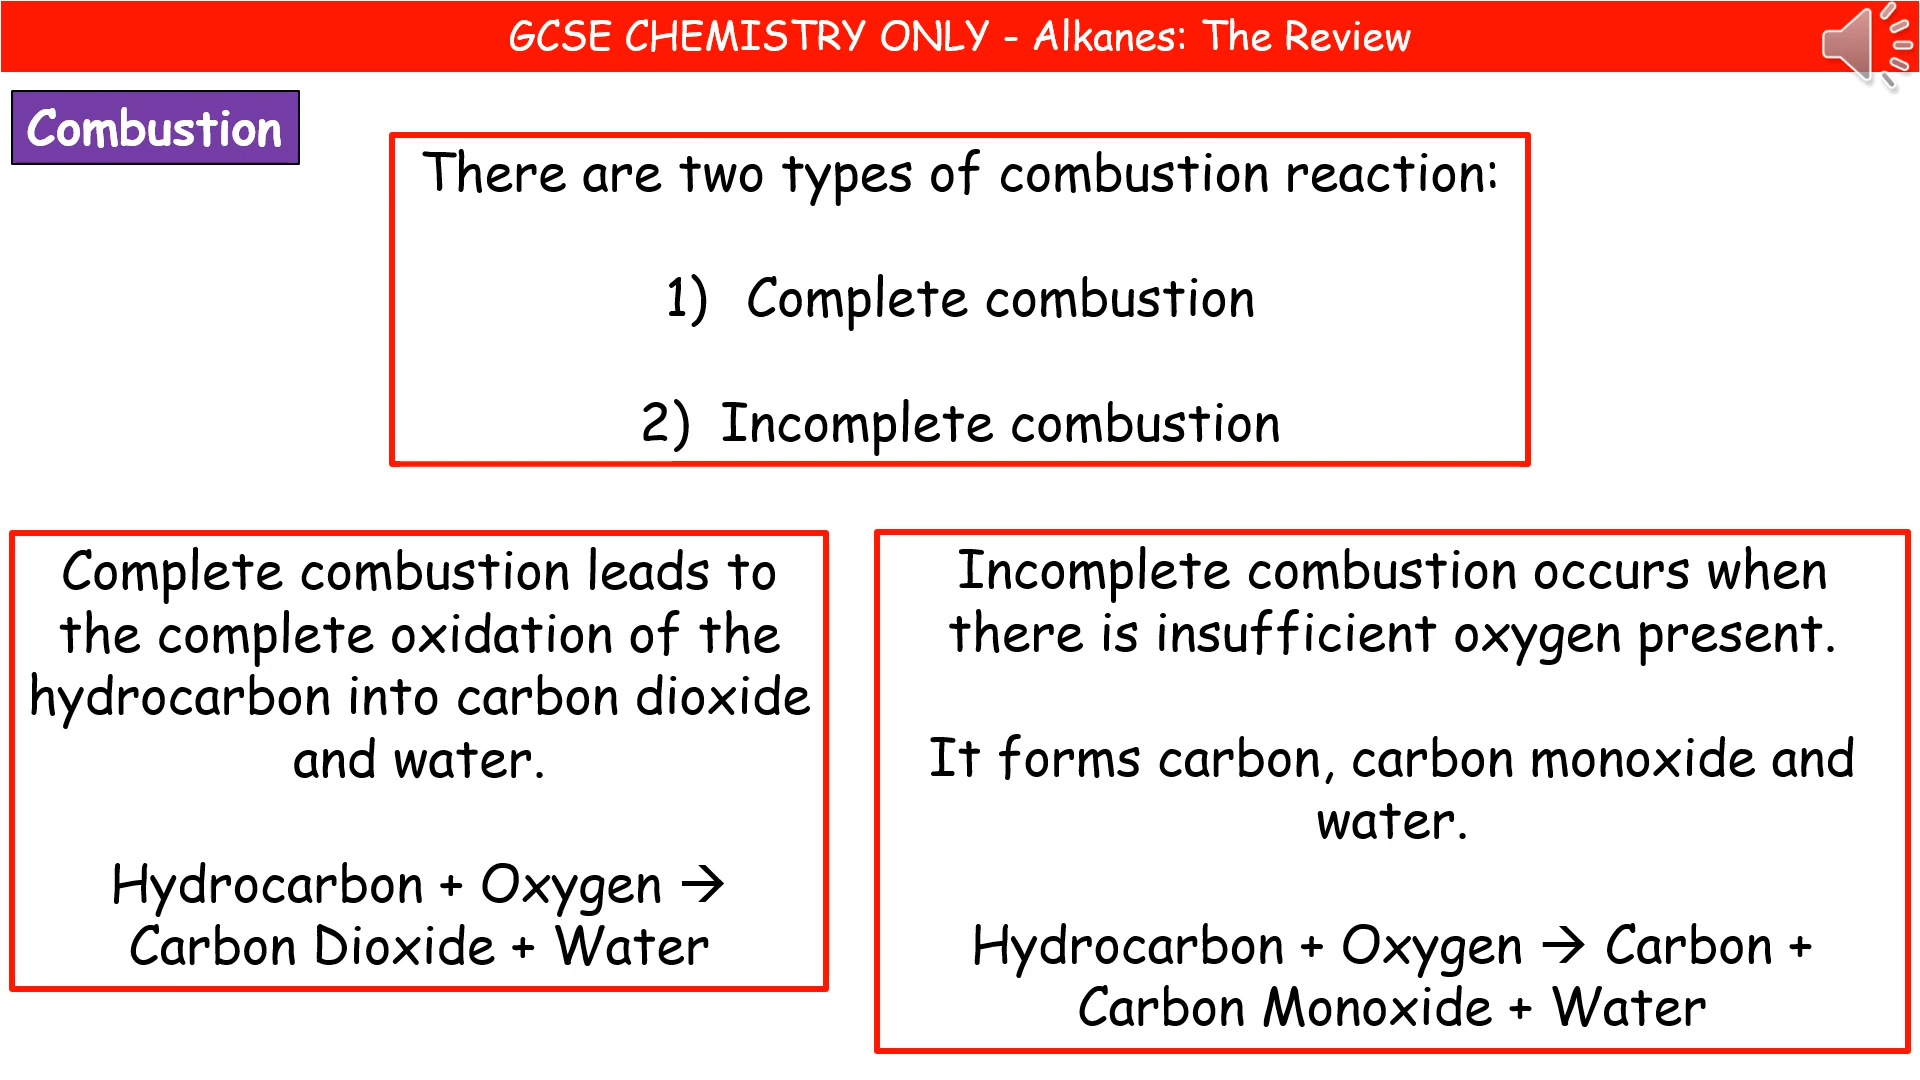 GCSE CHEMISTRY ONLY - Alkanes: The Review
Combustion
There are two types of combustion reaction:
1) Complete combustion
2) Incomplete combustion
Complete combustion leads to
the complete oxidation of the
hydrocarbon into carbon dioxide
and water.
Hydrocarbon + Oxygen →
Carbon Dioxide + Water
Incomplete combustion occurs when
there is insufficient oxygen present.
It forms carbon, carbon monoxide and
water.
Hydrocarbon + Oxygen → Carbon +
Carbon Monoxide + Water